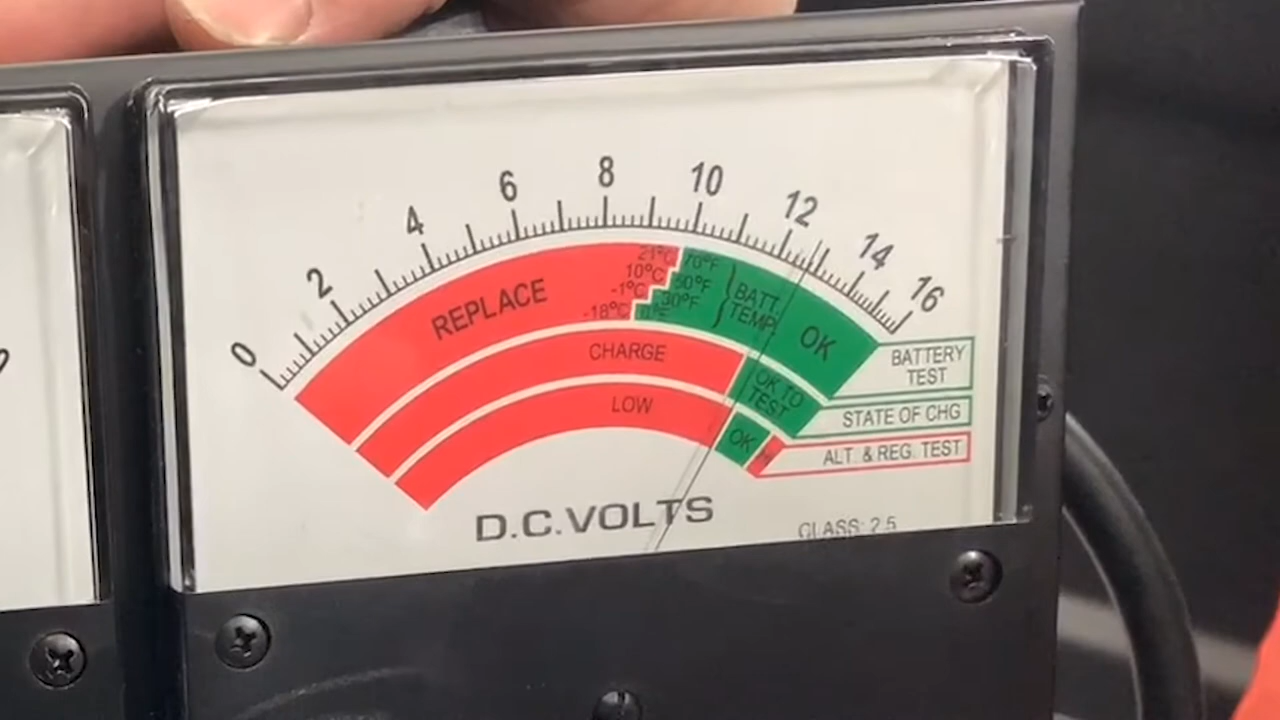 0 2 4 6 8 10 12 14 16
REPLACE
21°C 70°F
10°C 50°F
-1°C 30°F
-18°C 0°F
BATT.
TEMP.
OK
BATTERY
TEST
CHARGE
OK TO
TEST
STATE OF CHG
LOW
OK
ALT. & REG. TEST
D.C.VOLTS
CLASS: 2.5